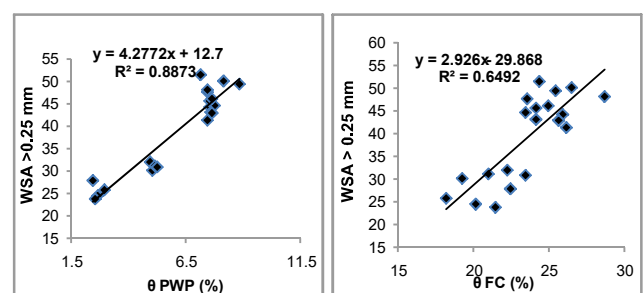 y = 4.2772x + 12.7
R² = 0.8873
WSA >0.25 mm
55
50
45
40
35
30
25
20
15
1.5 6.5 11.5
θ PWP (%)
y = 2.926x - 29.868
R² = 0.6492
WSA > 0.25 mm
60
55
50
45
40
35
30
25
20
15
15 20 25 30
θ FC (%)